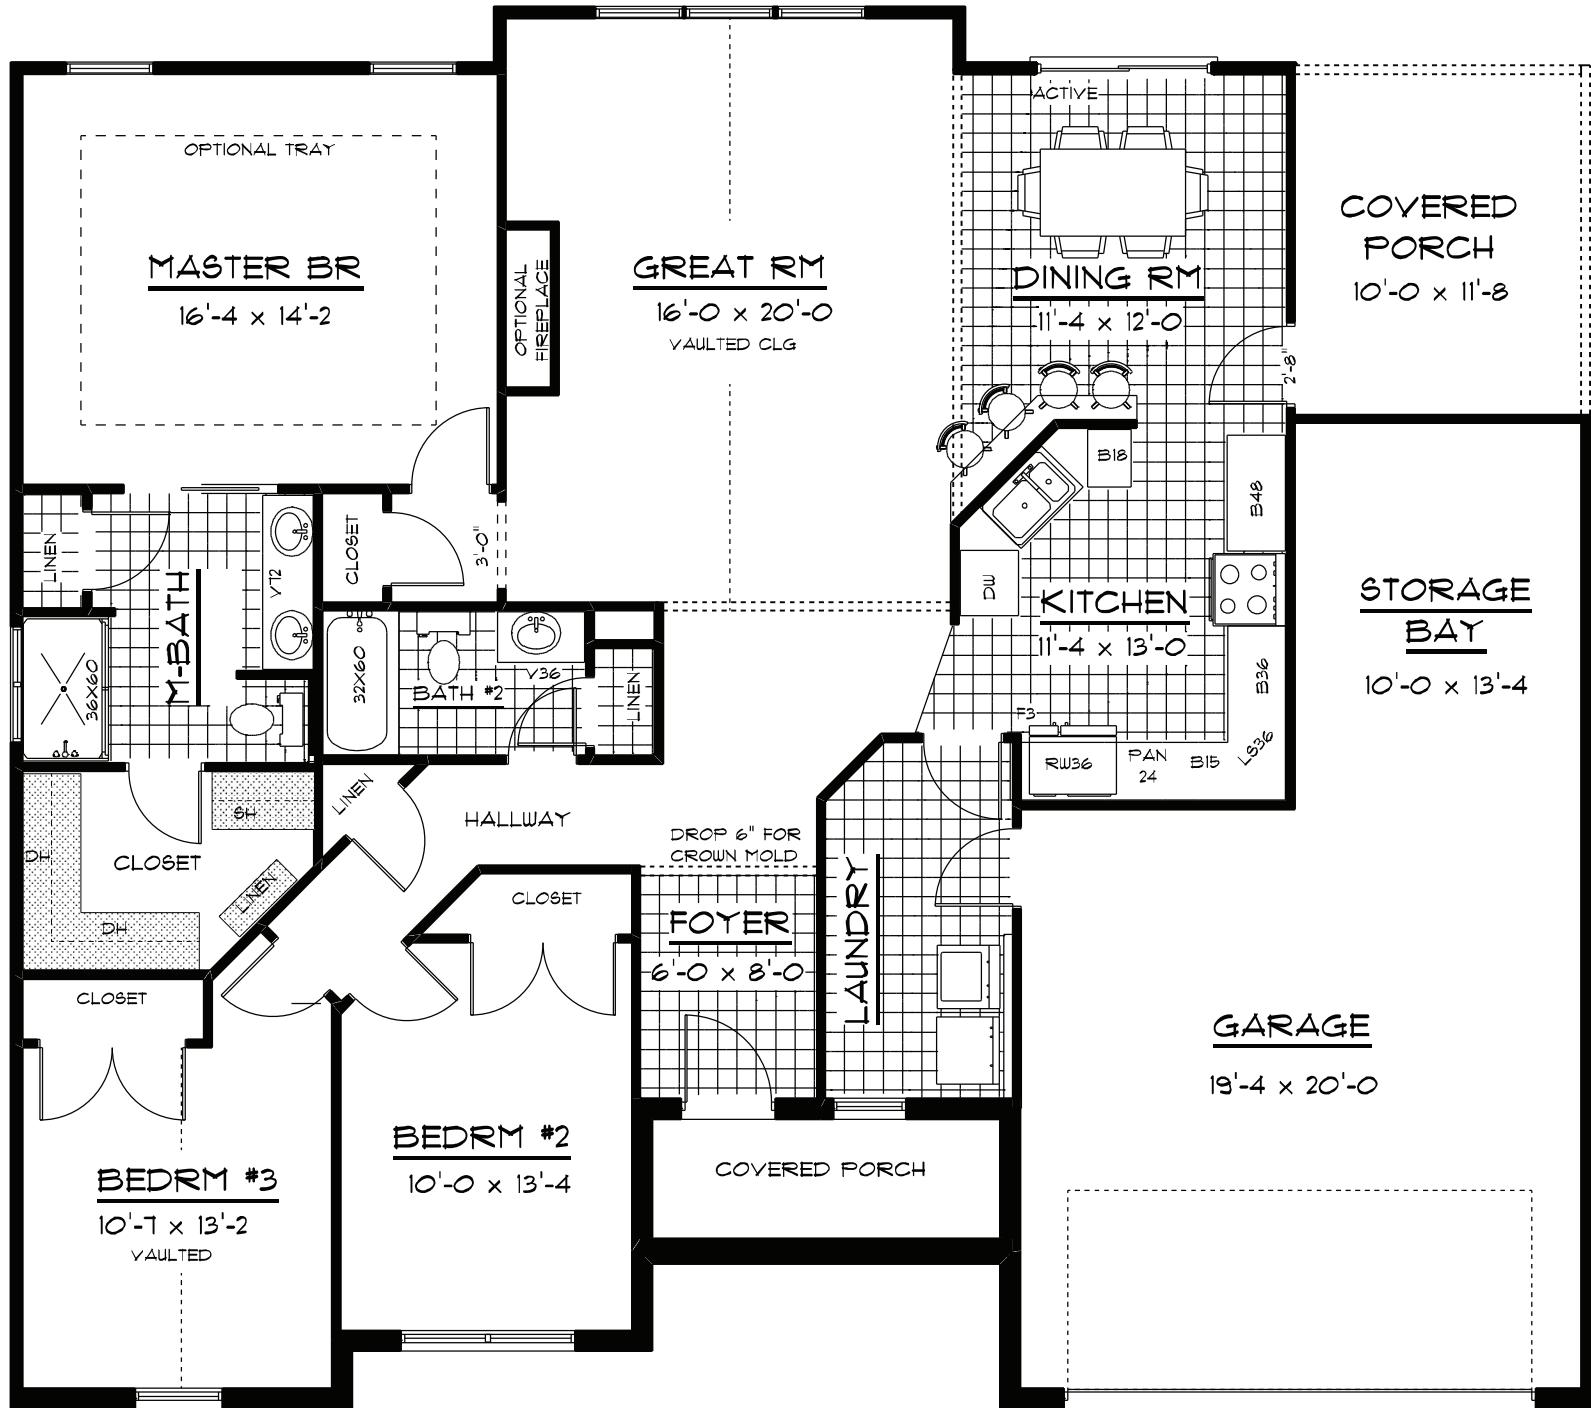 ACTIVE
OPTIONAL TRAY
MASTER BR
16'-4 x 14'-2
OPTIONAL
FIREPLACE
GREAT RM
16'-0 x 20'-0
VAULTED CLG
DINING RM
11'-4 x 12'-0
COVERED
PORCH
10'-0 x 11'-8
2'-8"
B18
B48
LINEN
M-BATH
V72
CLOSET
3'-0"
DW
KITCHEN
11'-4 x 13'-0
STORAGE
BAY
10'-0 x 13'-4
36X60
32X60
BATH #2
V36
LINEN
B36
F3
RW36
PAN
24
B15
LS36
LINEN
HALLWAY
DROP 6" FOR
CROWN MOLD
SH
DH
CLOSET
LINEN
DH
CLOSET
FOYER
6'-0 x 8'-0
LAUNDRY
CLOSET
GARAGE
19'-4 x 20'-0
BEDRM #2
10'-0 x 13'-4
COVERED PORCH
BEDRM #3
10'-7 x 13'-2
VAULTED